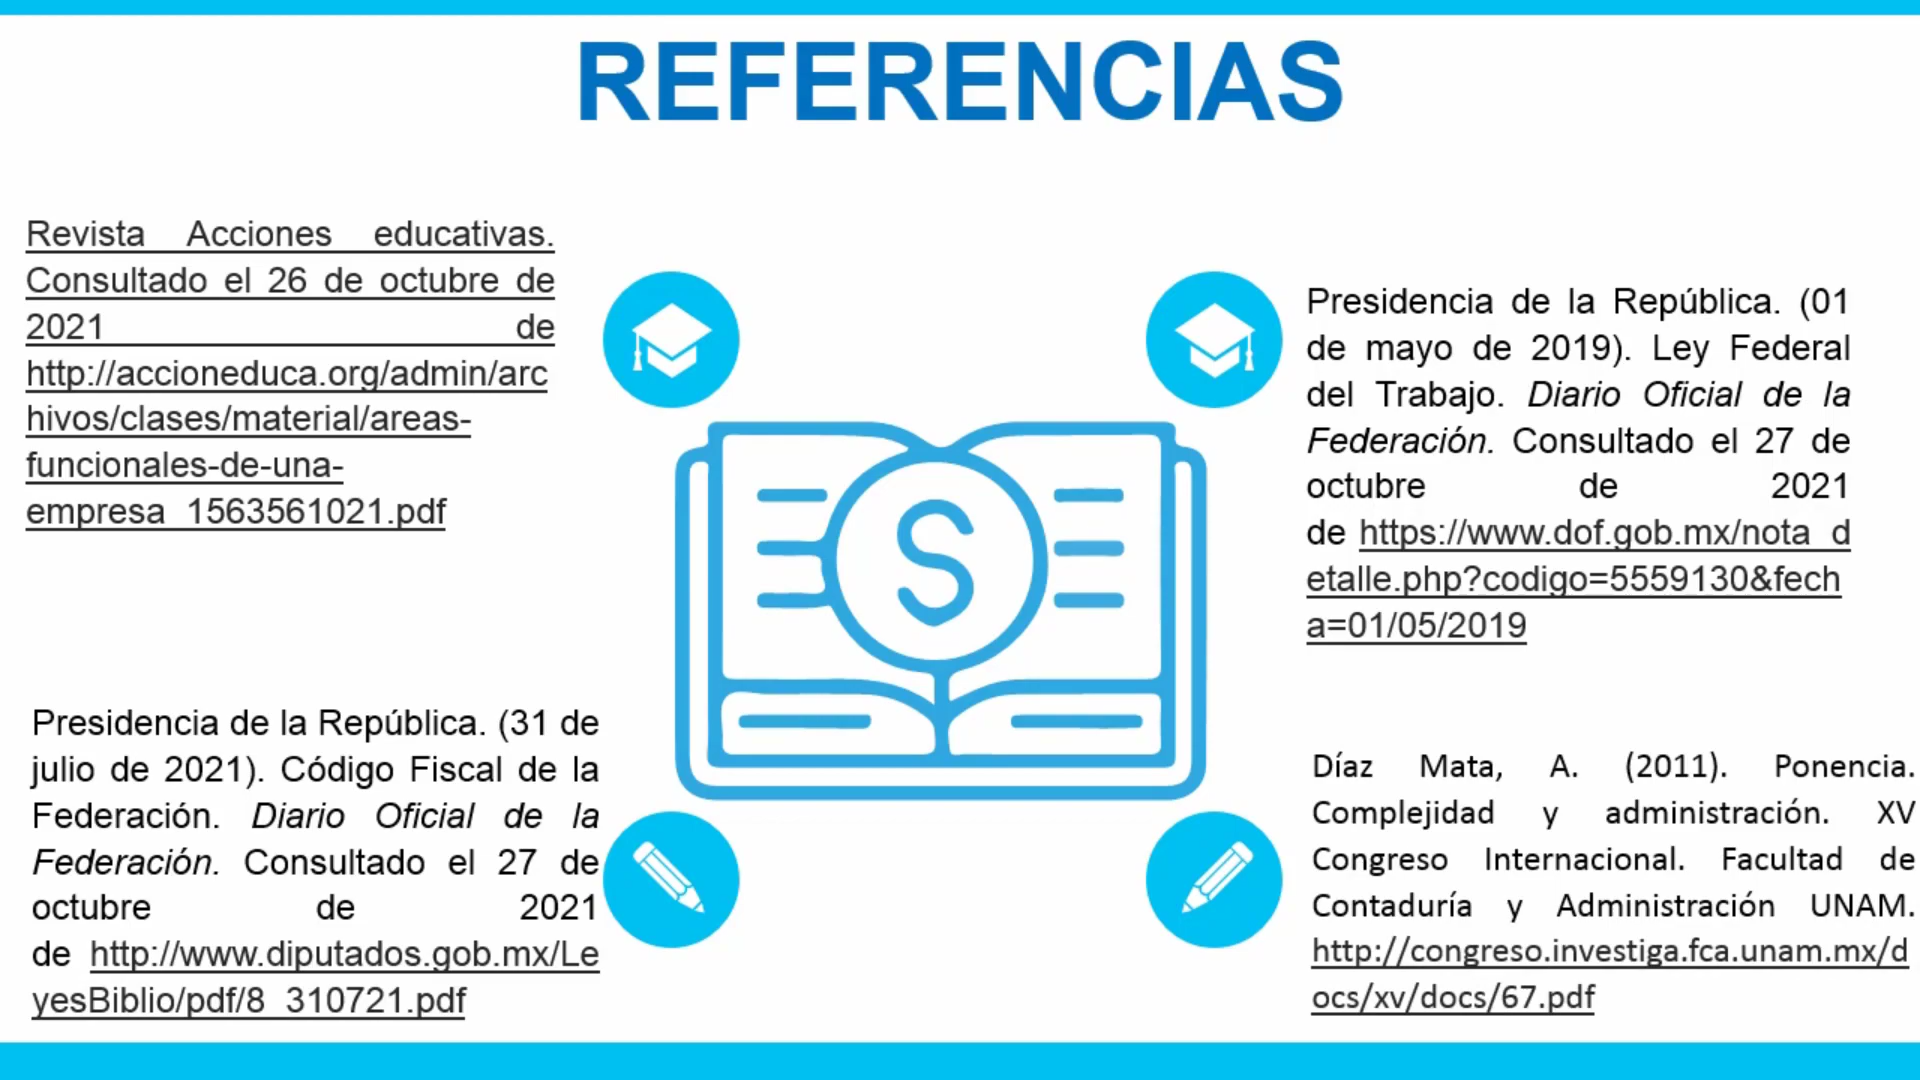 REFERENCIAS
Revista Acciones educativas.
Consultado el 26 de octubre de
2021 de
http://accioneduca.org/admin/arc
hivos/clases/material/areas-
funcionales-de-una-
empresa_1563561021.pdf
Presidencia de la República. (31 de
julio de 2021). Código Fiscal de la
Federación. Diario Oficial de la
Federación. Consultado el 27 de
octubre de 2021
de http://www.diputados.gob.mx/Le
yesBiblio/pdf/8_310721.pdf
Presidencia de la República. (01
de mayo de 2019). Ley Federal
del Trabajo. Diario Oficial de la
Federación. Consultado el 27 de
octubre de 2021
de https://www.dof.gob.mx/nota_d
etalle.php?codigo=5559130&fech
a=01/05/2019
Díaz Mata, A. (2011). Ponencia.
Complejidad y administración. XV
Congreso Internacional. Facultad de
Contaduría y Administración UNAM.
http://congreso.investiga.fca.unam.mx/d
ocs/xv/docs/67.pdf